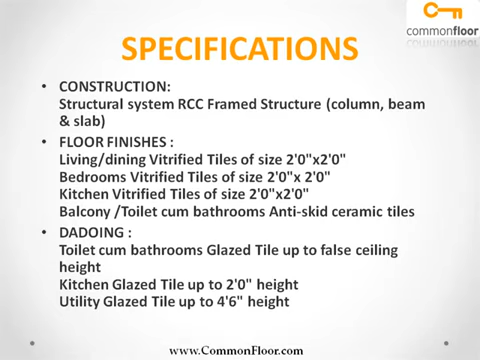 commonfloor
SPECIFICATIONS
• CONSTRUCTION:
Structural system RCC Framed Structure (column, beam
& slab)
• FLOOR FINISHES :
Living/dining Vitrified Tiles of size 2'0"x2'0"
Bedrooms Vitrified Tiles of size 2'0"x 2'0"
Kitchen Vitrified Tiles of size 2'0"x2'0"
Balcony /Toilet cum bathrooms Anti-skid ceramic tiles
• DADOING :
Toilet cum bathrooms Glazed Tile up to false ceiling
height
Kitchen Glazed Tile up to 2'0" height
Utility Glazed Tile up to 4'6" height
www.CommonFloor.com